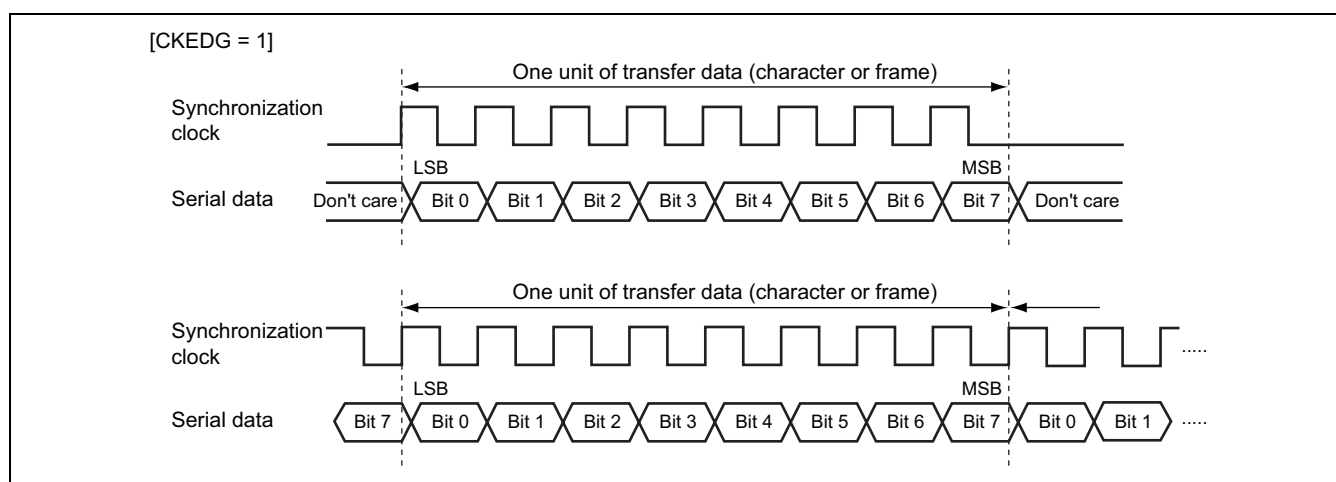 [CKEDG = 1]
One unit of transfer data (character or frame)
Synchronization
clock
LSB
MSB
Serial data
Don't care
Bit 0
Bit 1
Bit 2
Bit 3
Bit 4
Bit 5
Bit 6
Bit 7
Don't care
One unit of transfer data (character or frame)
Synchronization
clock
.....
LSB
MSB
Serial data
Bit 7
Bit 0
Bit 1
Bit 2
Bit 3
Bit 4
Bit 5
Bit 6
Bit 7
Bit 0
Bit 1
.....